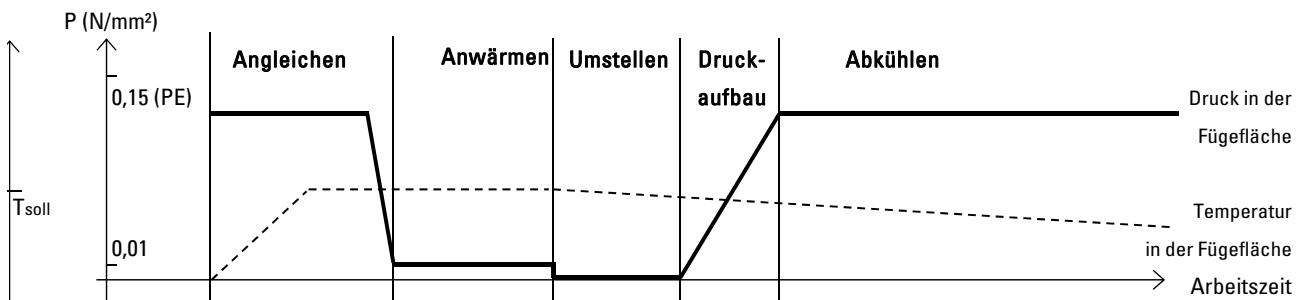 P (N/mm²)
Angleichen
Anwärmen
Umstellen
Druck-
aufbau
Abkühlen
0,15 (PE)
Druck in der
Fügefläche
Tsoll
Temperatur
in der Fügefläche
0,01
Arbeitszeit